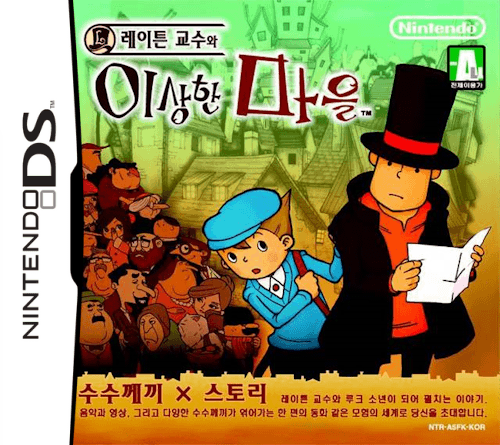 NINTENDO DS™
레이튼 교수와
이상한 마을™
Nintendo
A
전체이용가
수수께끼 × 스토리
레이튼 교수와 루크 소년이 되어 펼치는 이야기.
음악과 영상, 그리고 다양한 수수께끼가 엮어가는 한 편의 동화 같은 모험의 세계로 당신을 초대합니다.
NTR-A5FK-KOR